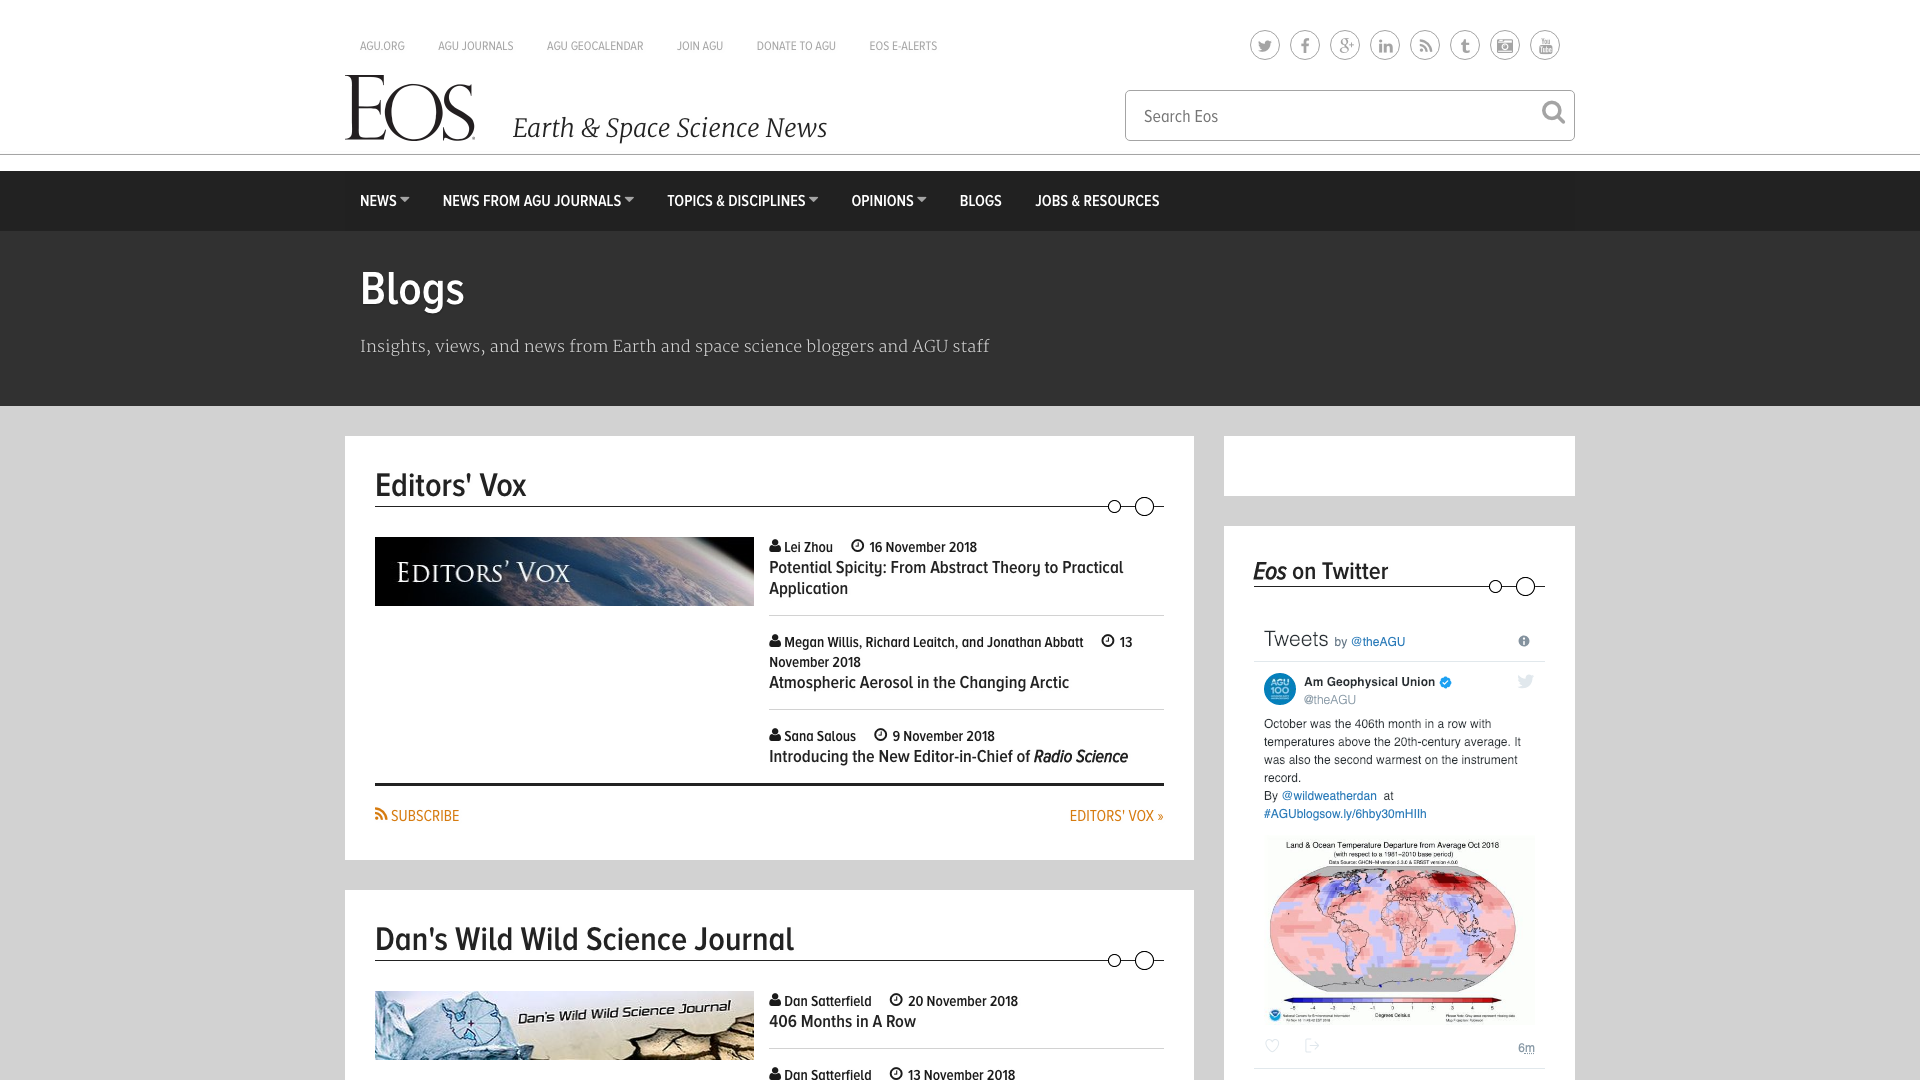 AGU.ORG AGU JOURNALS AGU GEOCALENDAR JOIN AGU DONATE TO AGU EOS E-ALERTS
Eos
Earth & Space Science News
Search Eos
NEWS NEWS FROM AGU JOURNALS TOPICS & DISCIPLINES OPINIONS BLOGS JOBS & RESOURCES
Blogs
Insights, views, and news from Earth and space science bloggers and AGU staff
Editors' Vox
EDITORS' VOX
Lei Zhou 16 November 2018
Potential Spicity: From Abstract Theory to Practical
Application
Megan Willis, Richard Leaitch, and Jonathan Abbatt 13
November 2018
Atmospheric Aerosol in the Changing Arctic
Sana Salous 9 November 2018
Introducing the New Editor-in-Chief of Radio Science
SUBSCRIBE
EDITORS' VOX »
Dan's Wild Wild Science Journal
Dan's Wild Wild Science Journal
Dan Satterfield 20 November 2018
406 Months in A Row
Dan Satterfield 13 November 2018
Eos on Twitter
Tweets by @theAGU
AGU
100
Am Geophysical Union
@theAGU
October was the 406th month in a row with
temperatures above the 20th-century average. It
was also the second warmest on the instrument
record.
By @wildweatherdan at
#AGUblogsow.ly/6hby30mHIIh
Land & Ocean Temperature Departure from Average Oct 2018
(with respect to a 1981–2010 base period)
Data Source: GHCN–M version 3.3.0 & ERSST version 4.0.0
Degrees Celsius
6m